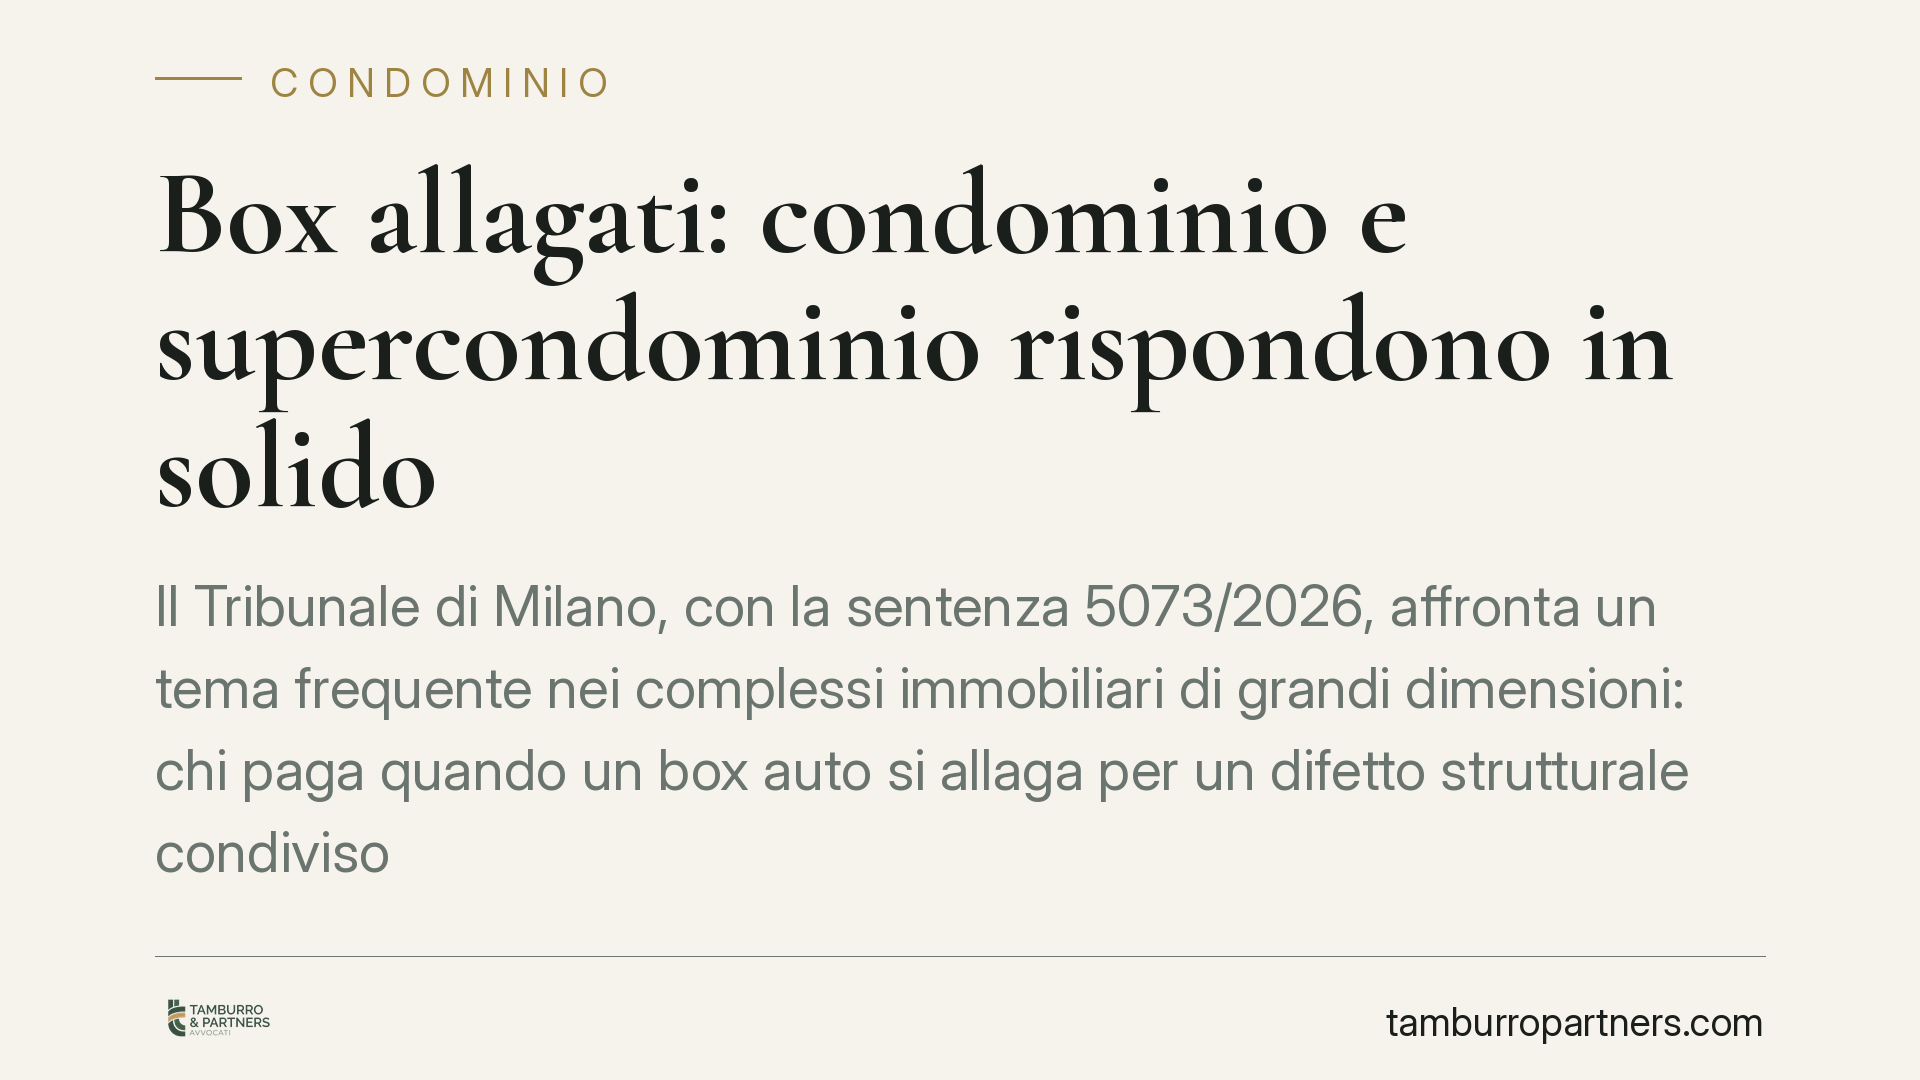 CONDOMINIO
Box allagati: condominio e
supercondominio rispondono in
solido
Il Tribunale di Milano, con la sentenza 5073/2026, affronta un
tema frequente nei complessi immobiliari di grandi dimensioni:
chi paga quando un box auto si allaga per un difetto strutturale
condiviso
TAMBURRO
& PARTNERS
AVVOCATI
tamburropartners.com